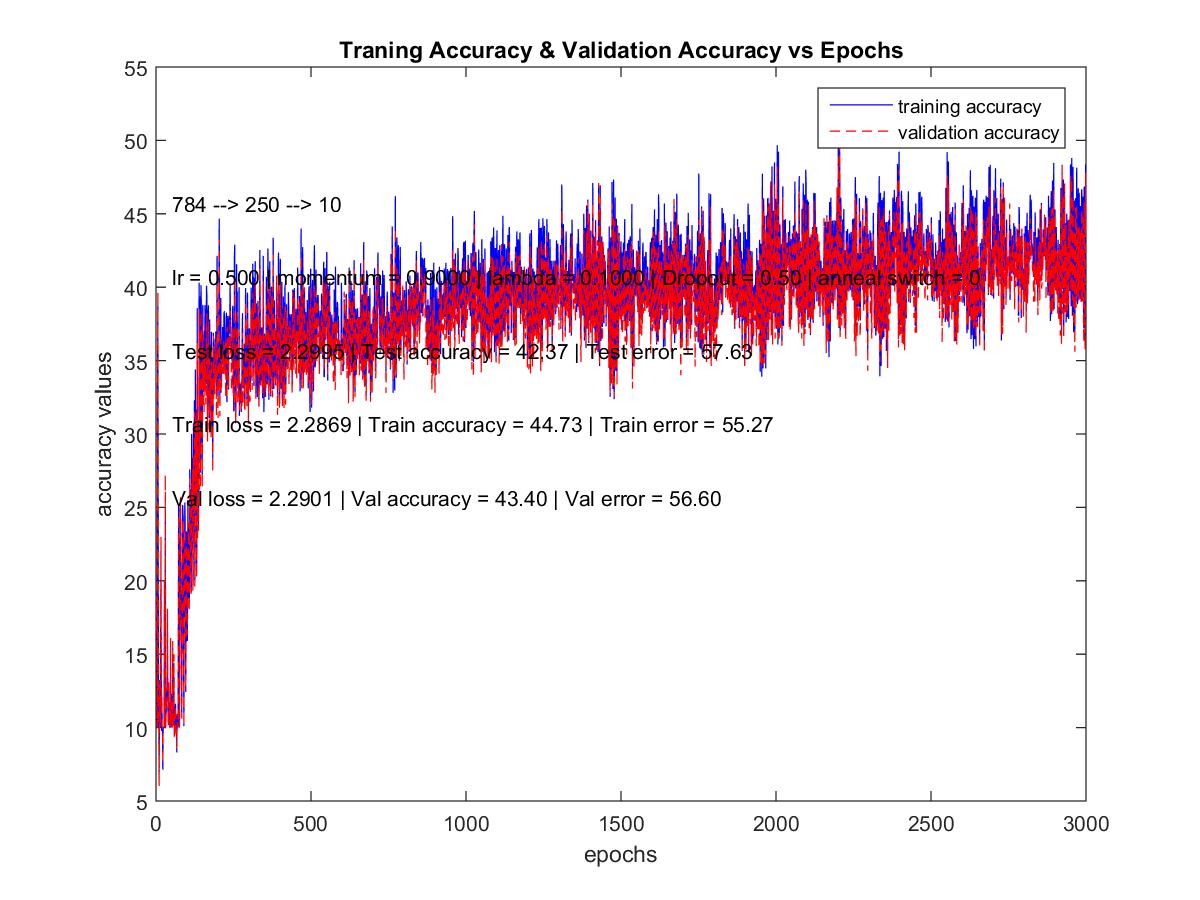 Traning Accuracy & Validation Accuracy vs Epochs
55
50
45
40
35
30
25
20
15
10
5
accuracy values
training accuracy
validation accuracy
784 --> 250 --> 10
lr = 0.500 | momentum = 0.9000 | lambda = 0.1000 | Dropout = 0.50 | anneal switch = 0
Test loss = 2.2995 | Test accuracy = 42.37 | Test error = 57.63
Train loss = 2.2869 | Train accuracy = 44.73 | Train error = 55.27
Val loss = 2.2901 | Val accuracy = 43.40 | Val error = 56.60
0 500 1000 1500 2000 2500 3000
epochs